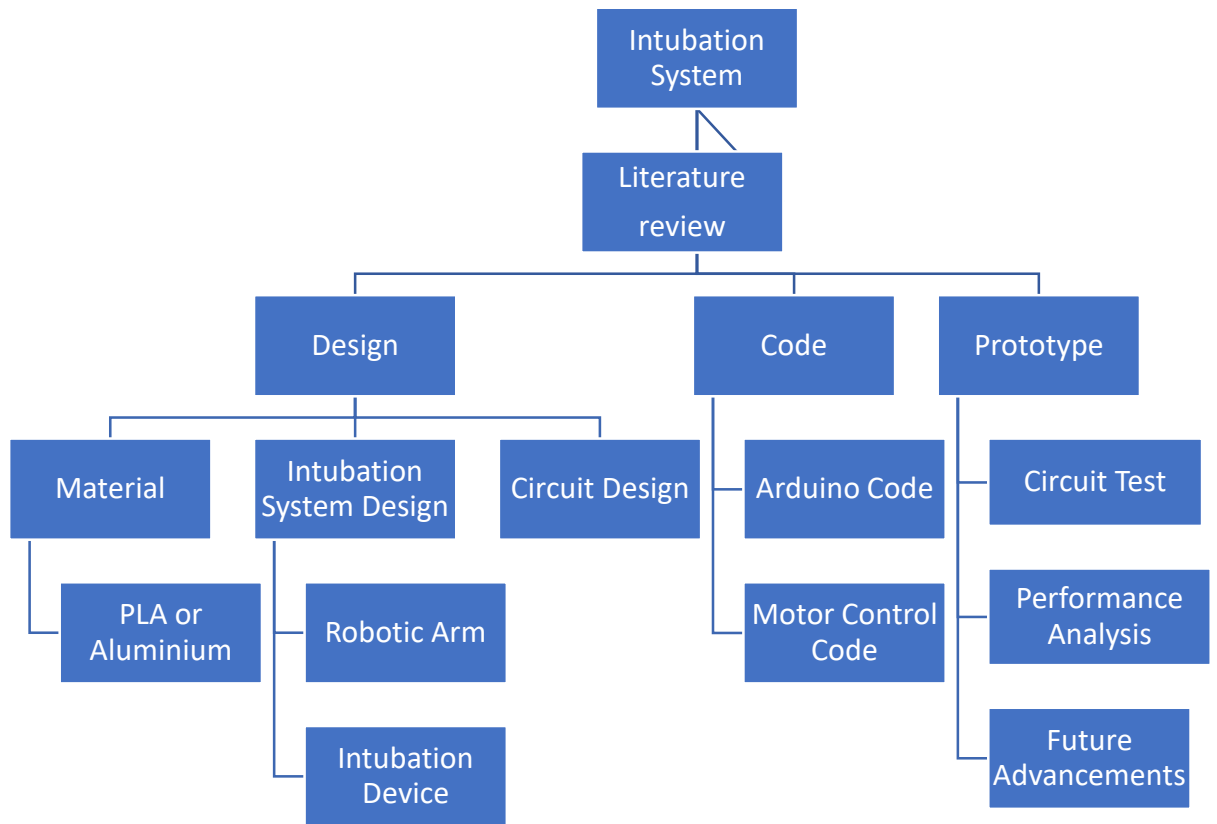 Intubation
System
Literature
review
Design
Code
Prototype
Material
Intubation
System Design
Circuit Design
Arduino Code
Circuit Test
PLA or
Aluminium
Robotic Arm
Motor Control
Code
Performance
Analysis
Intubation
Device
Future
Advancements